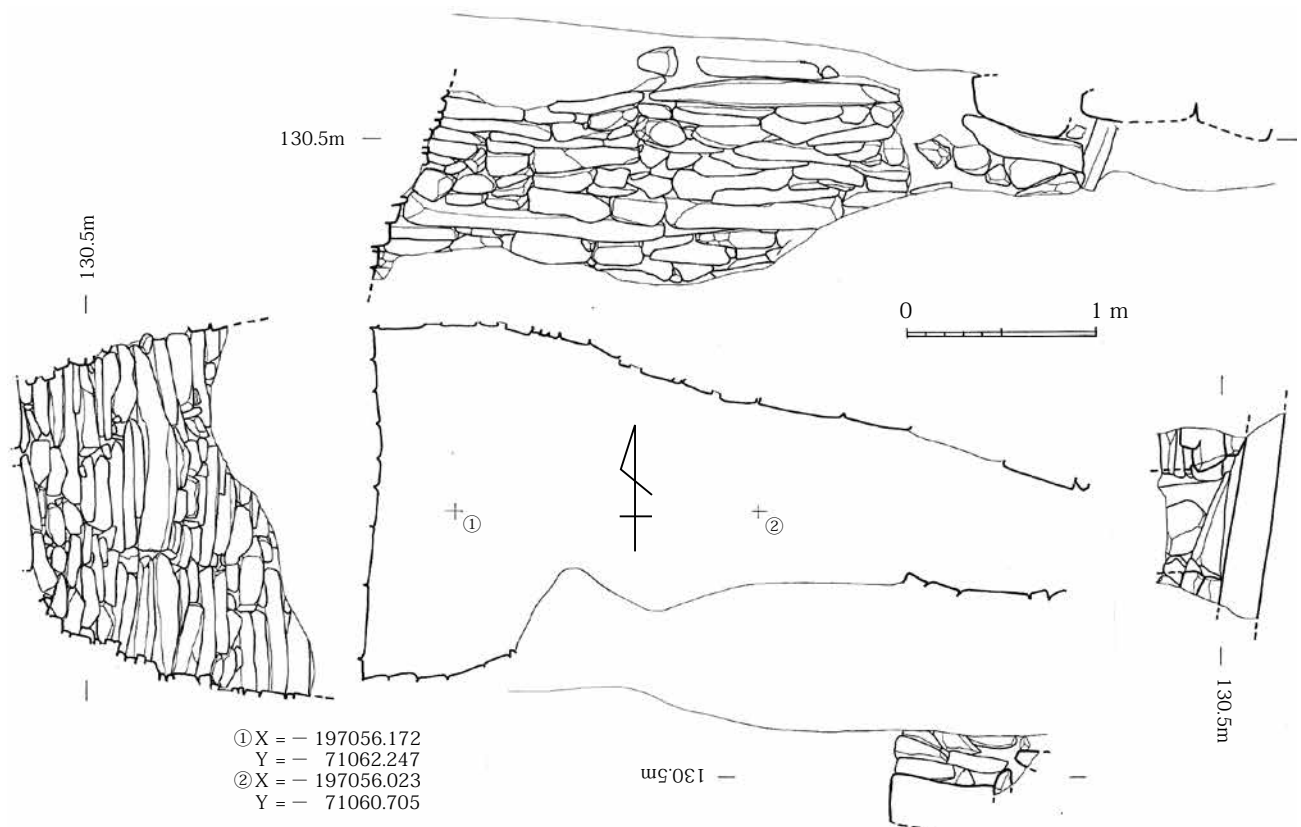 130.5m
130.5m
0 1 m
①
②
130.5m
130.5m
①X = − 197056.172
Y = − 71062.247
②X = − 197056.023
Y = − 71060.705